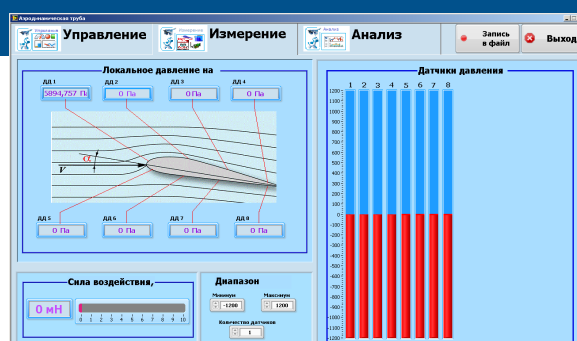 Аэродинамическая труба
Управление
Измерение
Анализ
Запись
в файл
Выход
Локальное давление на
ДД 1
ДД 2
ДД 3
ДД 4
5894,757 П
0 Па
0 Па
0 Па
α
V
ДД 5
ДД 6
ДД 7
ДД 8
0 Па
0 Па
0 Па
0 Па
Сила воздействия,
0 мН
0 1 2 3 4 5 6 7 8 9 10
Диапазон
Минимум
Максимум
-1200
1200
Количество датчиков
1
Датчики давления
1 2 3 4 5 6 7 8
1200
1100
1000
900
800
700
600
500
400
300
200
100
0
-100
-200
-300
-400
-500
-600
-700
-800
-900
-1000
-1100
-1200